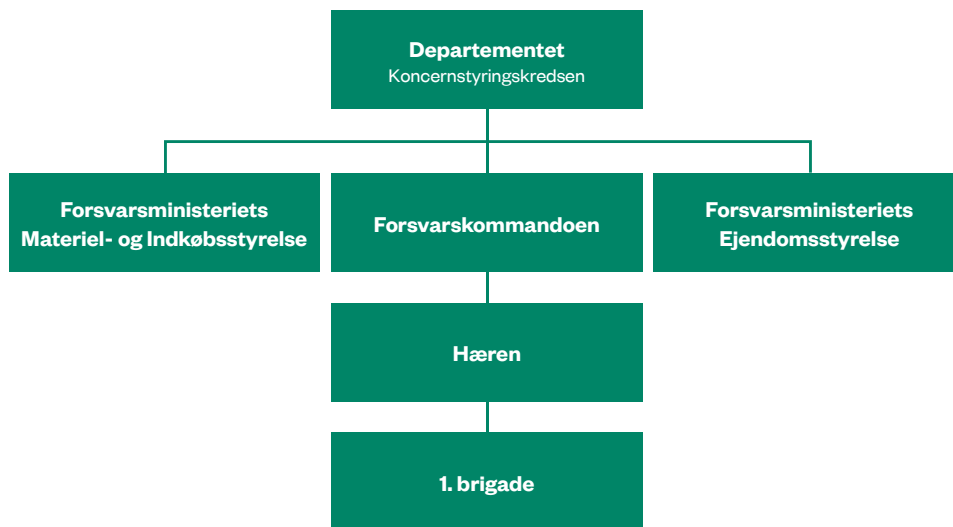 Departementet
Koncernstyringskredsen
Forsvarsministeriets
Materiel- og Indkøbsstyrelse
Forsvarskommandoen
Forsvarsministeriets
Ejendomsstyrelse
Hæren
1. brigade